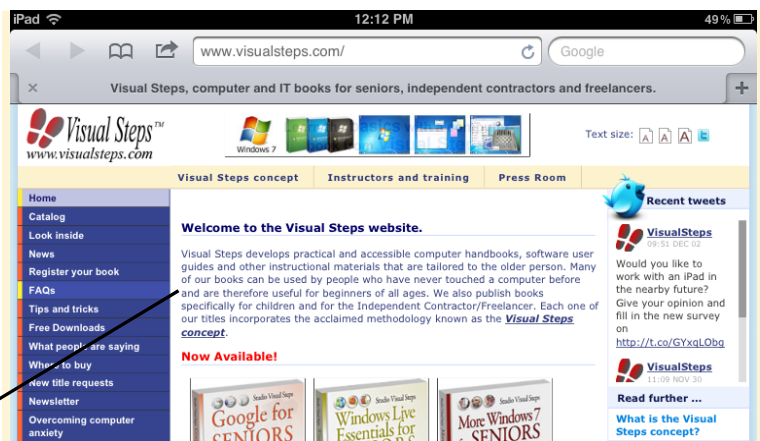 iPad 12:12 PM 49%
www.visualsteps.com/
Google
Visual Steps, computer and IT books for seniors, independent contractors and freelancers.
Visual Steps™
www.visualsteps.com
Windows 7
Text size: A A A
Visual Steps concept Instructors and training Press Room
Home
Catalog
Look inside
News
Register your book
FAQs
Tips and tricks
Free Downloads
What people are saying
Where to buy
New title requests
Newsletter
Overcoming computer
anxiety
Welcome to the Visual Steps website.
Visual Steps develops practical and accessible computer handbooks, software user
guides and other instructional materials that are tailored to the older person. Many
of our books can be used by people who have never touched a computer before
and are therefore useful for beginners of all ages. We also publish books
specifically for children and for the Independent Contractor/Freelancer. Each one of
our titles incorporates the acclaimed methodology known as the Visual Steps
concept.
Now Available!
Studio Visual Steps
Google for
SENIORS
Studio Visual Steps
Windows Live
Essentials for
Studio Visual Steps
More Windows 7
SENIORS
Recent tweets
VisualSteps
09:51 DEC 02
Would you like to
work with an iPad in
the nearby future?
Give your opinion and
fill in the new survey
on
http://t.co/GYxqLObg
VisualSteps
11:09 NOV 30
Read further ...
What is the Visual
Steps concept?